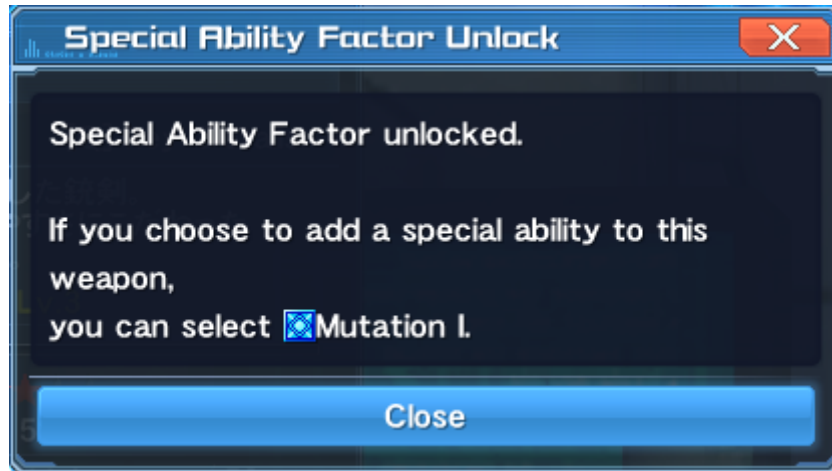 Special Ability Factor Unlock
Special Ability Factor unlocked.
If you choose to add a special ability to this
weapon,
you can select Mutation I.
Close